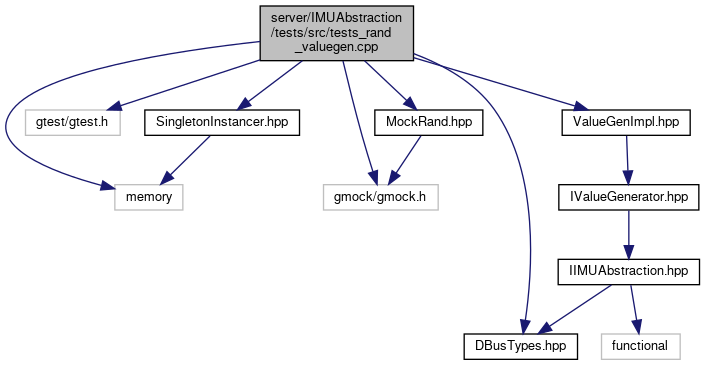 server/IMUAbstraction
/tests/src/tests_rand
_valuegen.cpp
gtest/gtest.h
SingletonInstancer.hpp
MockRand.hpp
ValueGenImpl.hpp
memory
gmock/gmock.h
IValueGenerator.hpp
IIMUAbstraction.hpp
DBusTypes.hpp
functional